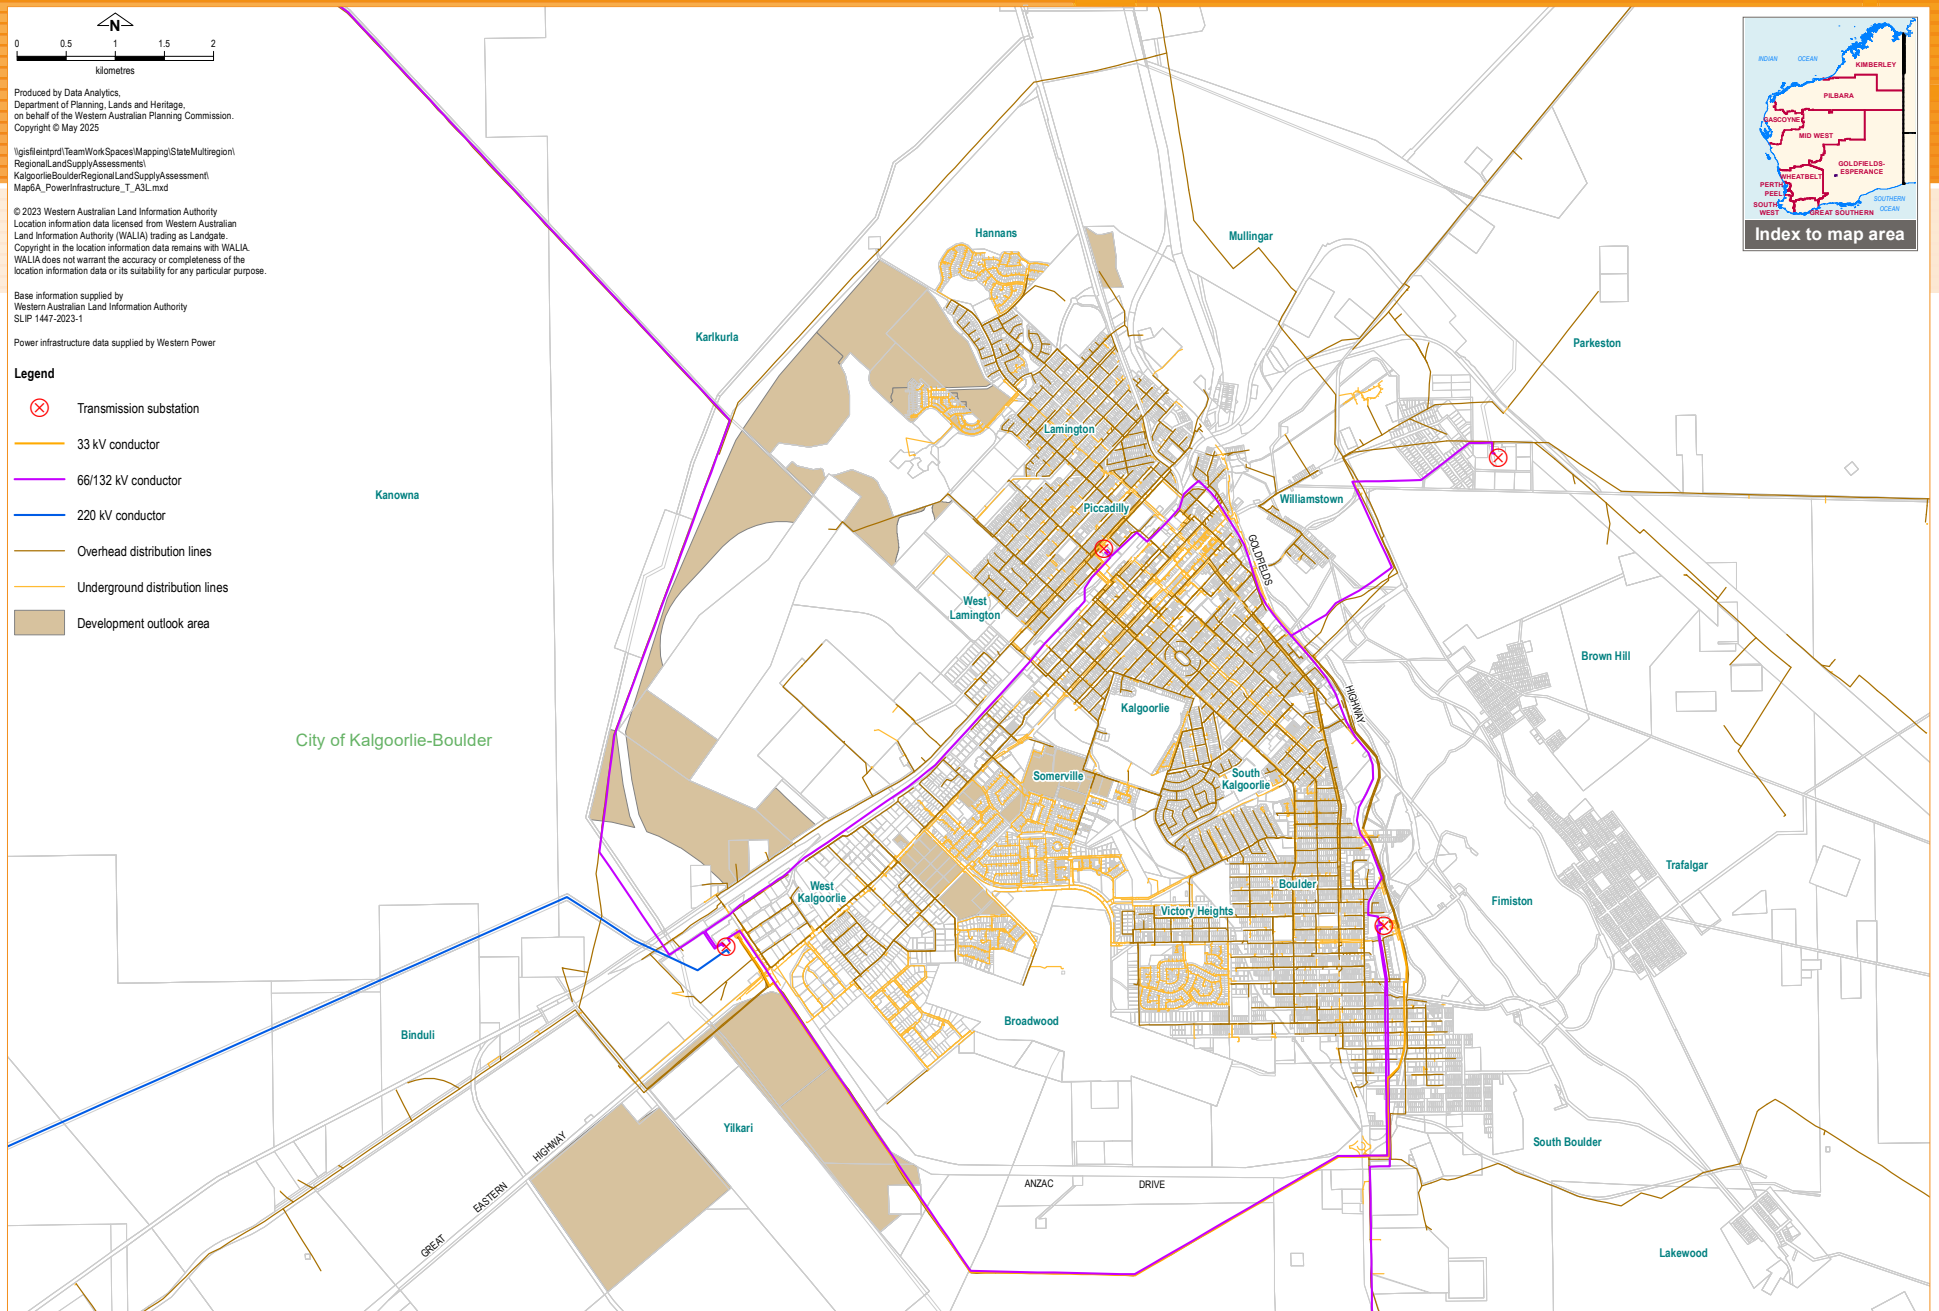 N
0 0.5 1 1.5 2
kilometres
Produced by Data Analytics,
Department of Planning, Lands and Heritage,
on behalf of the Western Australian Planning Commission.
Copyright © May 2025
\\gisfileintprd\TeamWorkSpaces\Mapping\StateMultiregion\
RegionalLandSupplyAssessments\
KalgoorlieBoulderRegionalLandSupplyAssessment\
Map6A_PowerInfrastructure_T_A3L.mxd
© 2023 Western Australian Land Information Authority
Location information data licensed from Western Australian
Land Information Authority (WALIA) trading as Landgate.
Copyright in the location information data remains with WALIA.
WALIA does not warrant the accuracy or completeness of the
location information data or its suitability for any particular purpose.
Base information supplied by
Western Australian Land Information Authority
SLIP 1447-2023-1
Power infrastructure data supplied by Western Power
Legend
Transmission substation
33 kV conductor
66/132 kV conductor
220 kV conductor
Overhead distribution lines
Underground distribution lines
Development outlook area
INDIAN OCEAN
KIMBERLEY
PILBARA
GASCOYNE
MID WEST
GOLDFIELDS-
ESPERANCE
WHEATBELT
PERTH
PEEL
SOUTH
WEST
GREAT SOUTHERN
SOUTHERN
OCEAN
Index to map area
Hannans
Mullingar
Karlkurla
Parkeston
Lamington
Kanowna
Piccadilly
Williamstown
GOLDFIELDS
West
Lamington
Brown Hill
HIGHWAY
Kalgoorlie
City of Kalgoorlie-Boulder
Somerville
South
Kalgoorlie
Trafalgar
West
Kalgoorlie
Boulder
Fimiston
Victory Heights
Broadwood
Binduli
Yilkari
South Boulder
HIGHWAY
EASTERN
GREAT
ANZAC DRIVE
Lakewood